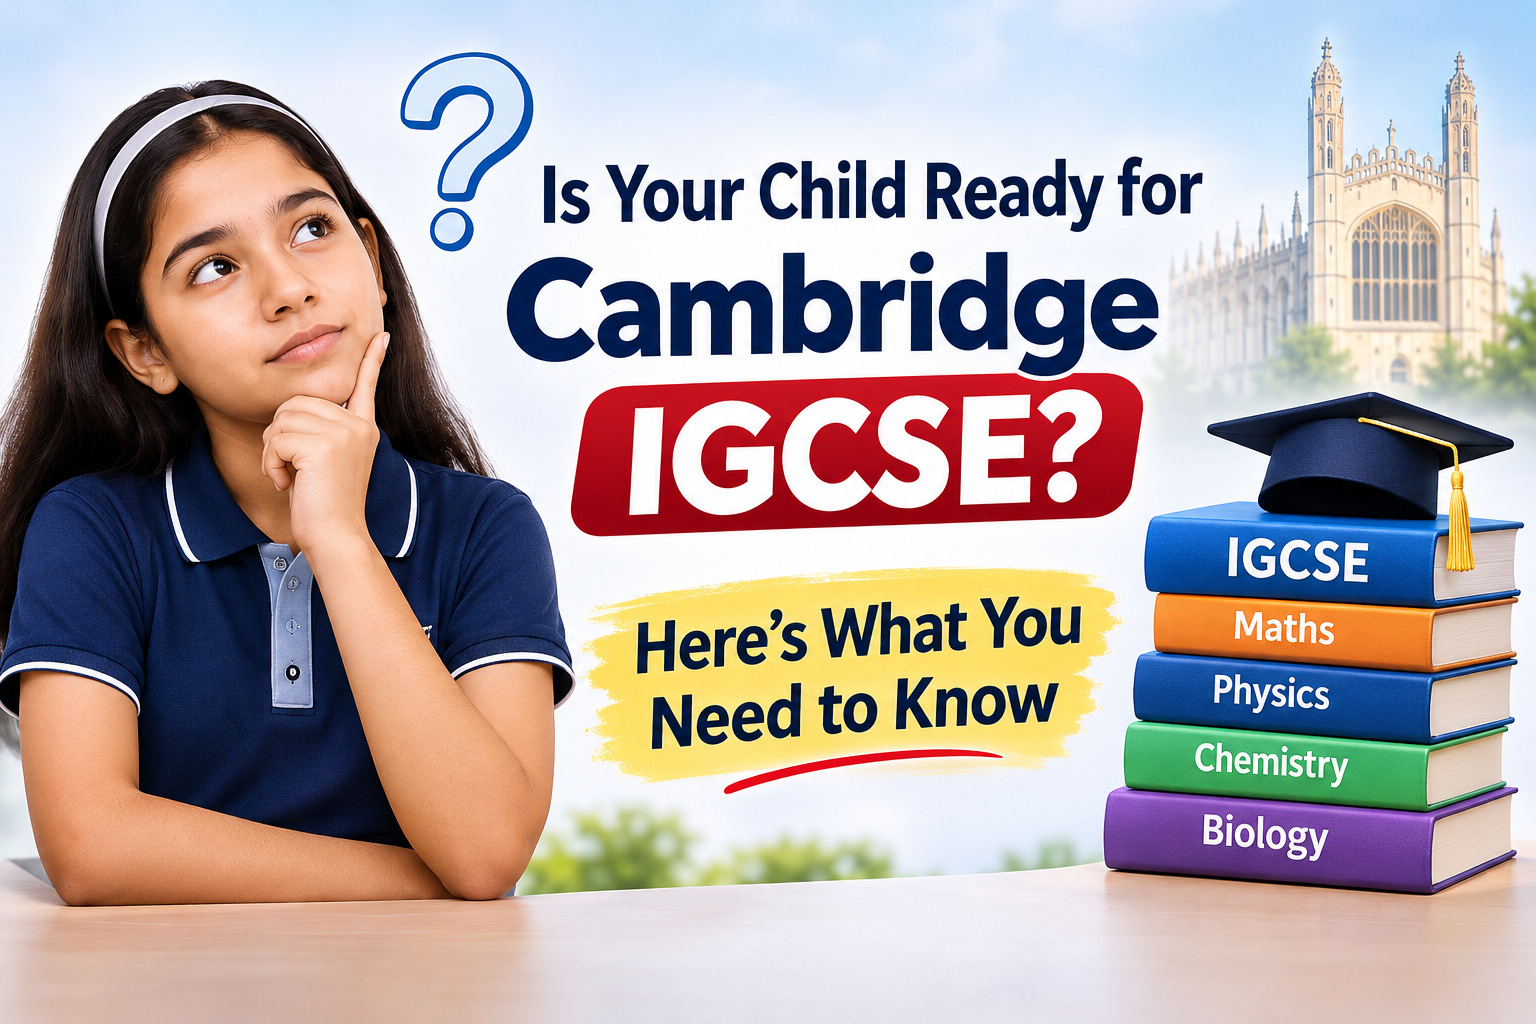 Is Your Child Ready for
Cambridge
IGCSE?
Here's What You
Need to Know
IGCSE
Maths
Physics
Chemistry
Biology